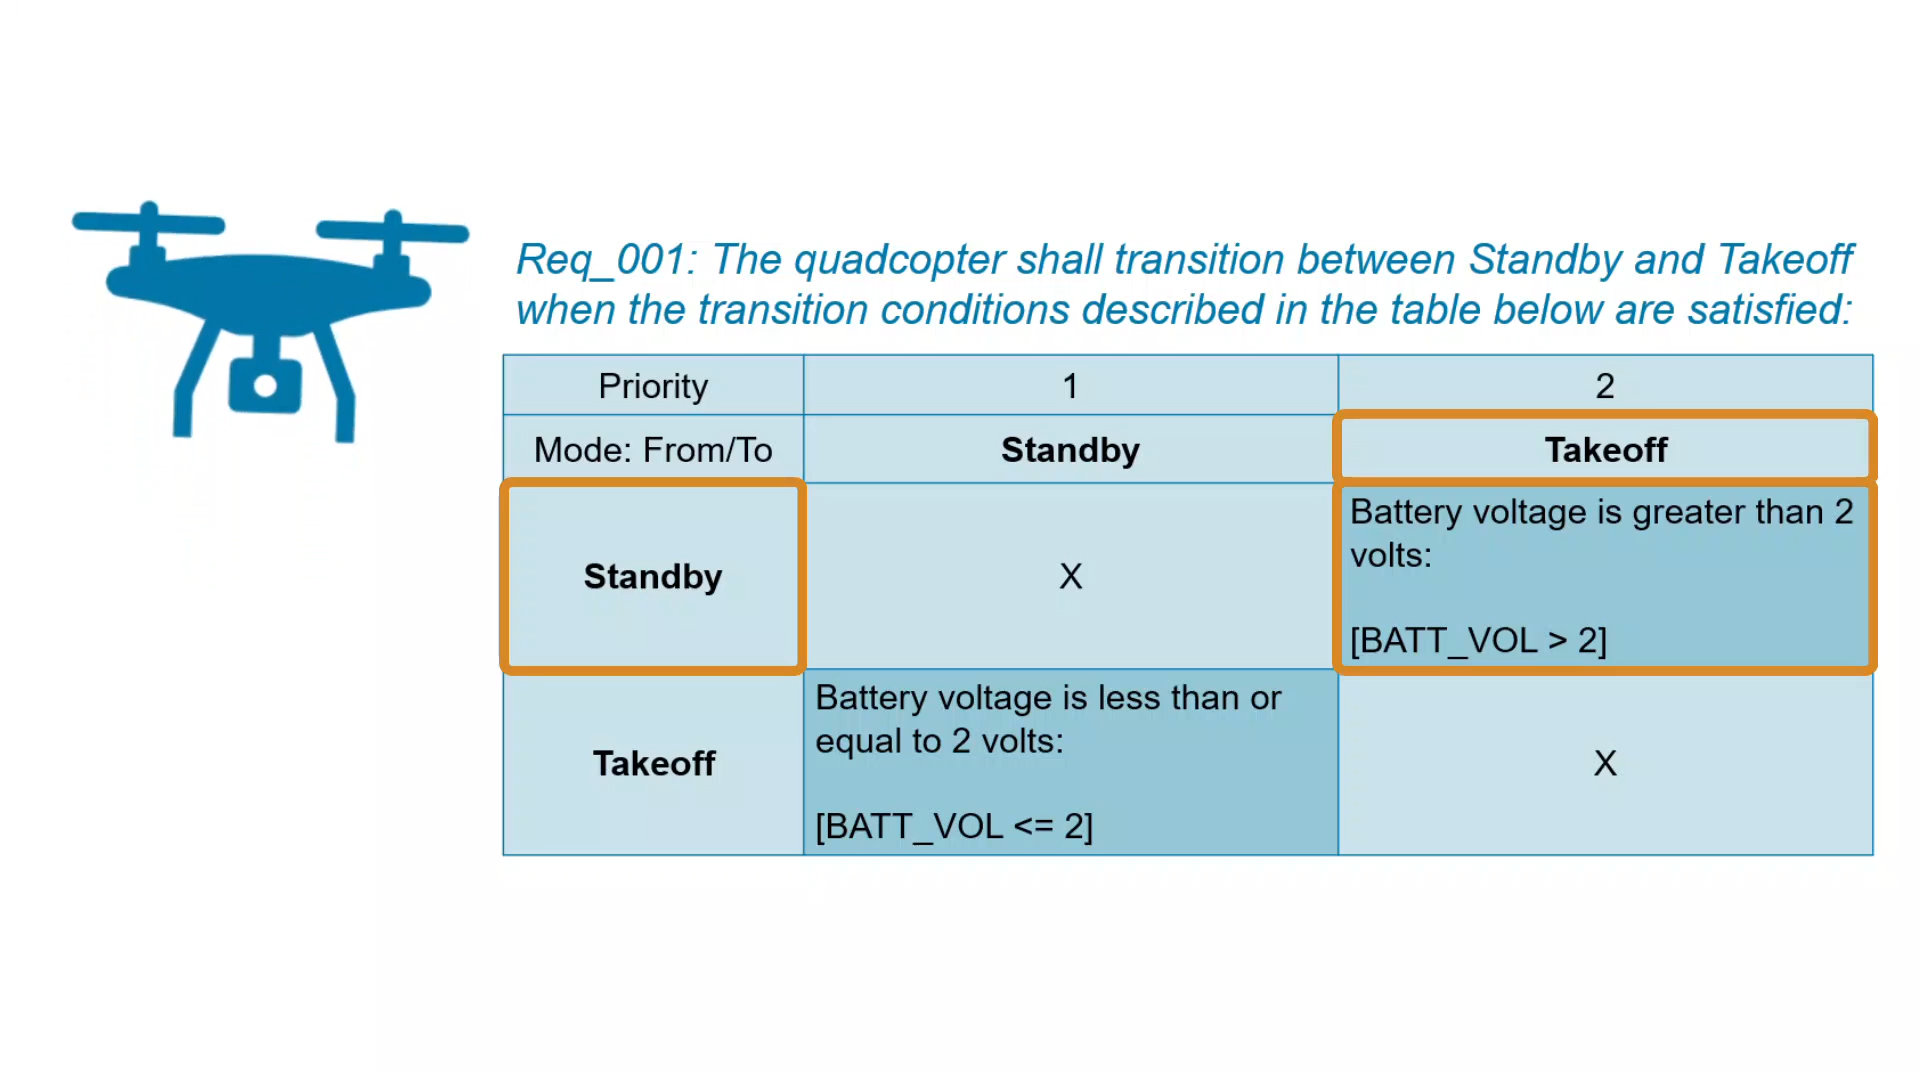 Req_001: The quadcopter shall transition between Standby and Takeoff
when the transition conditions described in the table below are satisfied:
Priority 1 2
Mode: From/To Standby Takeoff
Standby X Battery voltage is greater than 2
volts:
[BATT_VOL > 2]
Takeoff Battery voltage is less than or
equal to 2 volts:
[BATT_VOL <= 2]
X